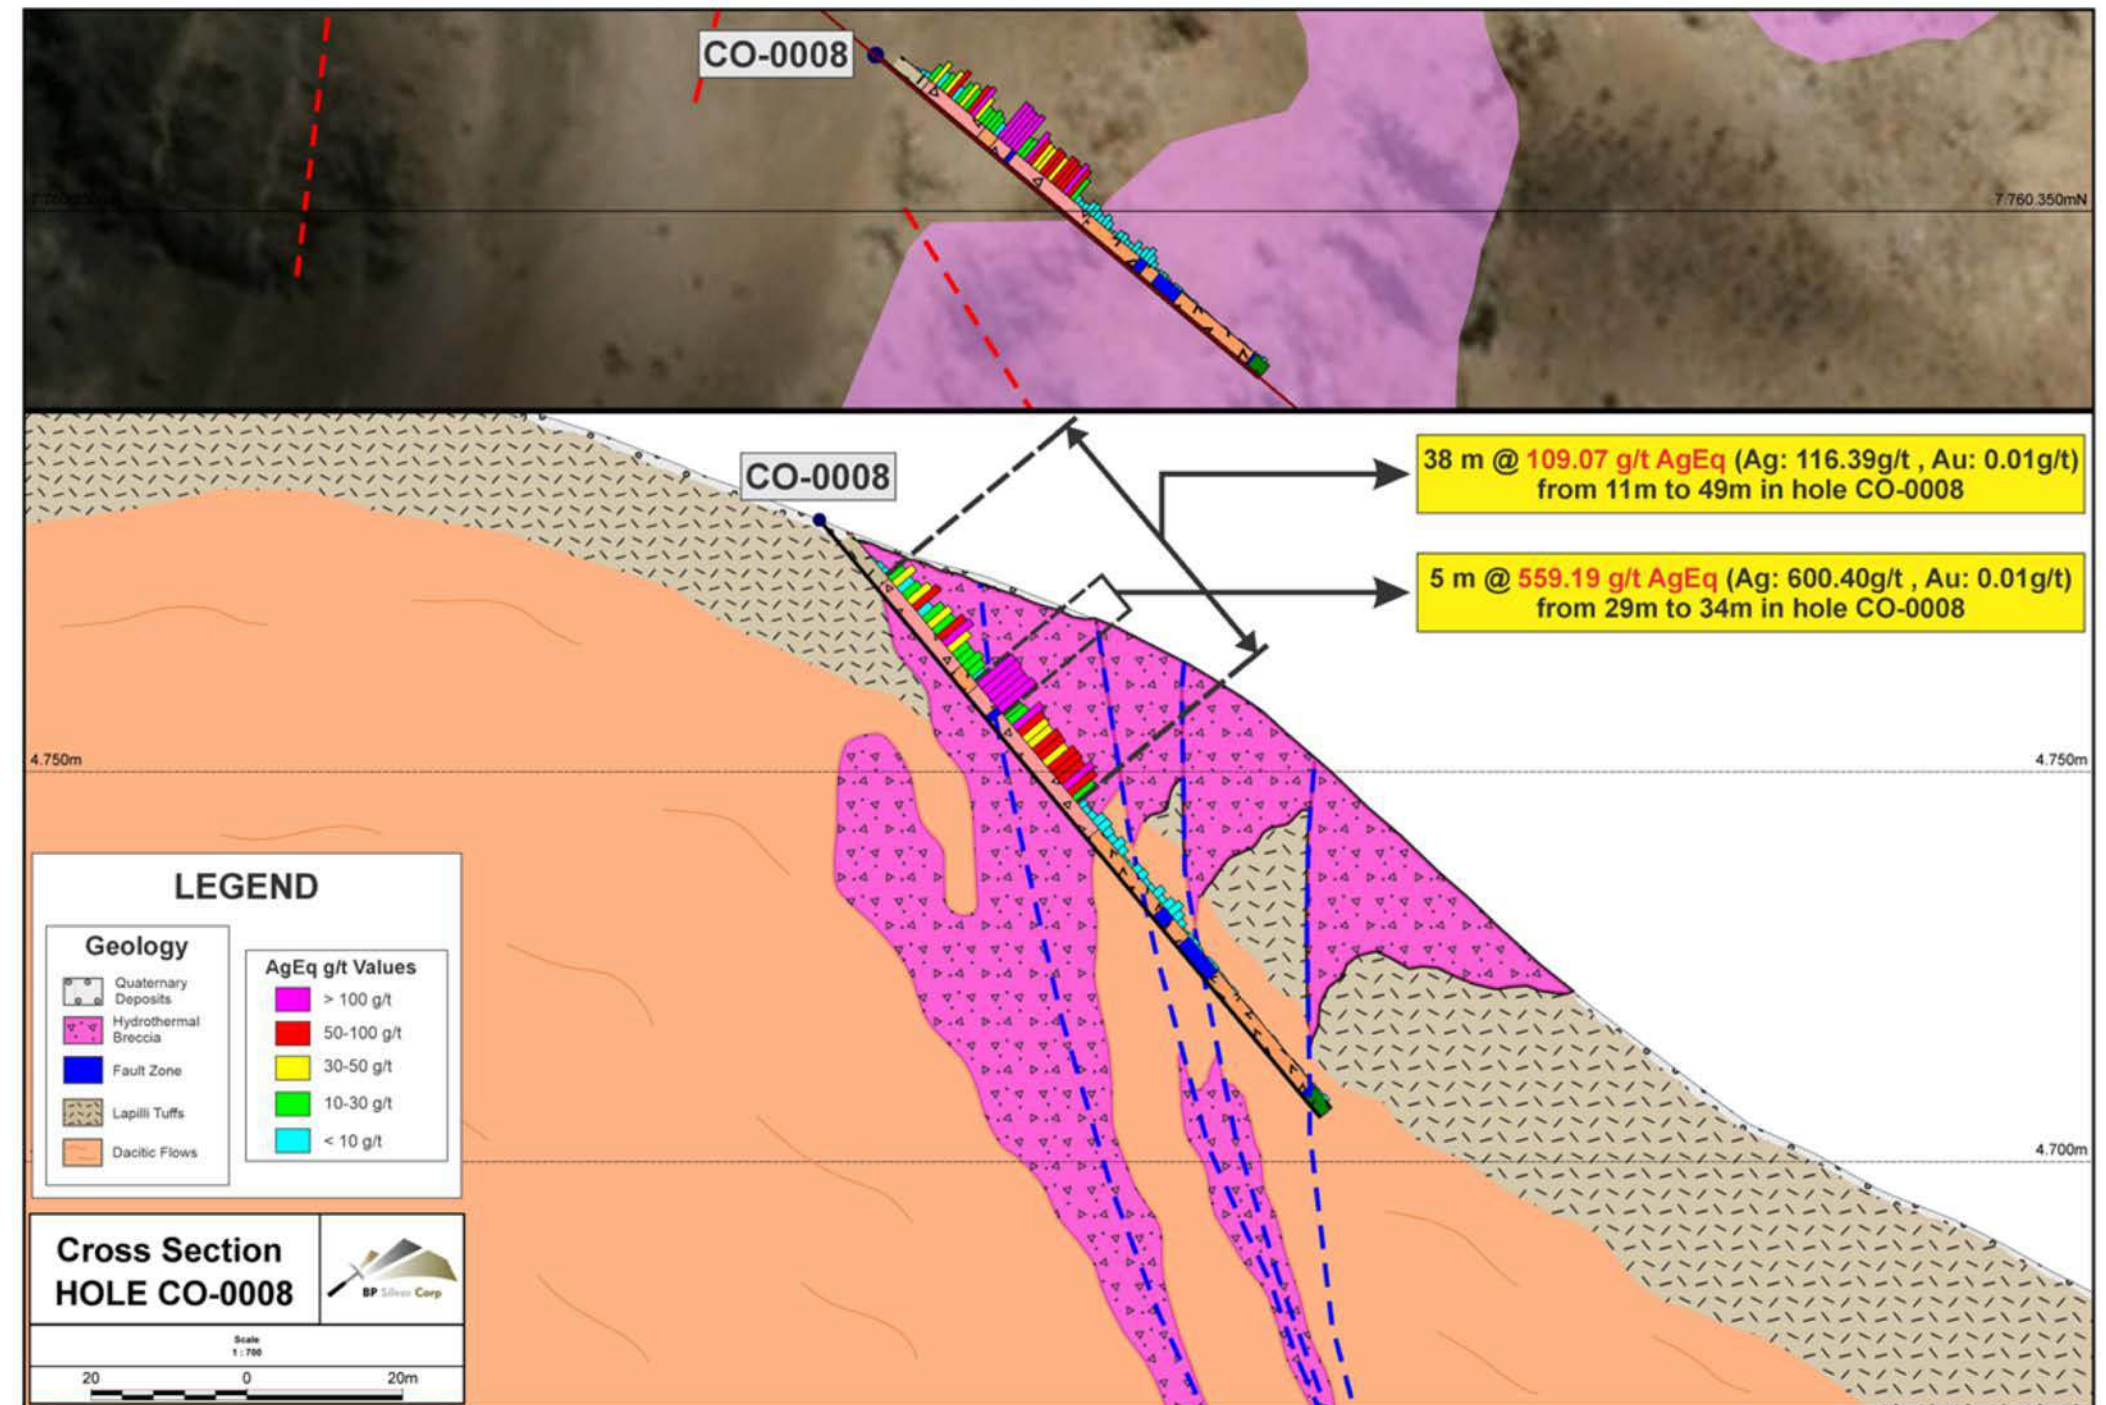 CO-0008
7'760.350mN
CO-0008
38 m @ 109.07 g/t AgEq (Ag: 116.39g/t , Au: 0.01g/t)
from 11m to 49m in hole CO-0008
5 m @ 559.19 g/t AgEq (Ag: 600.40g/t , Au: 0.01g/t)
from 29m to 34m in hole CO-0008
4.750m
4.750m
LEGEND
Geology
Quaternary
Deposits
Hydrothermal
Breccia
Fault Zone
Lapilli Tuffs
Dacitic Flows
AgEq g/t Values
> 100 g/t
50-100 g/t
30-50 g/t
10-30 g/t
< 10 g/t
4.700m
Cross Section
HOLE CO-0008
BP Silver Corp
Scale
1 : 700
20 0 20m